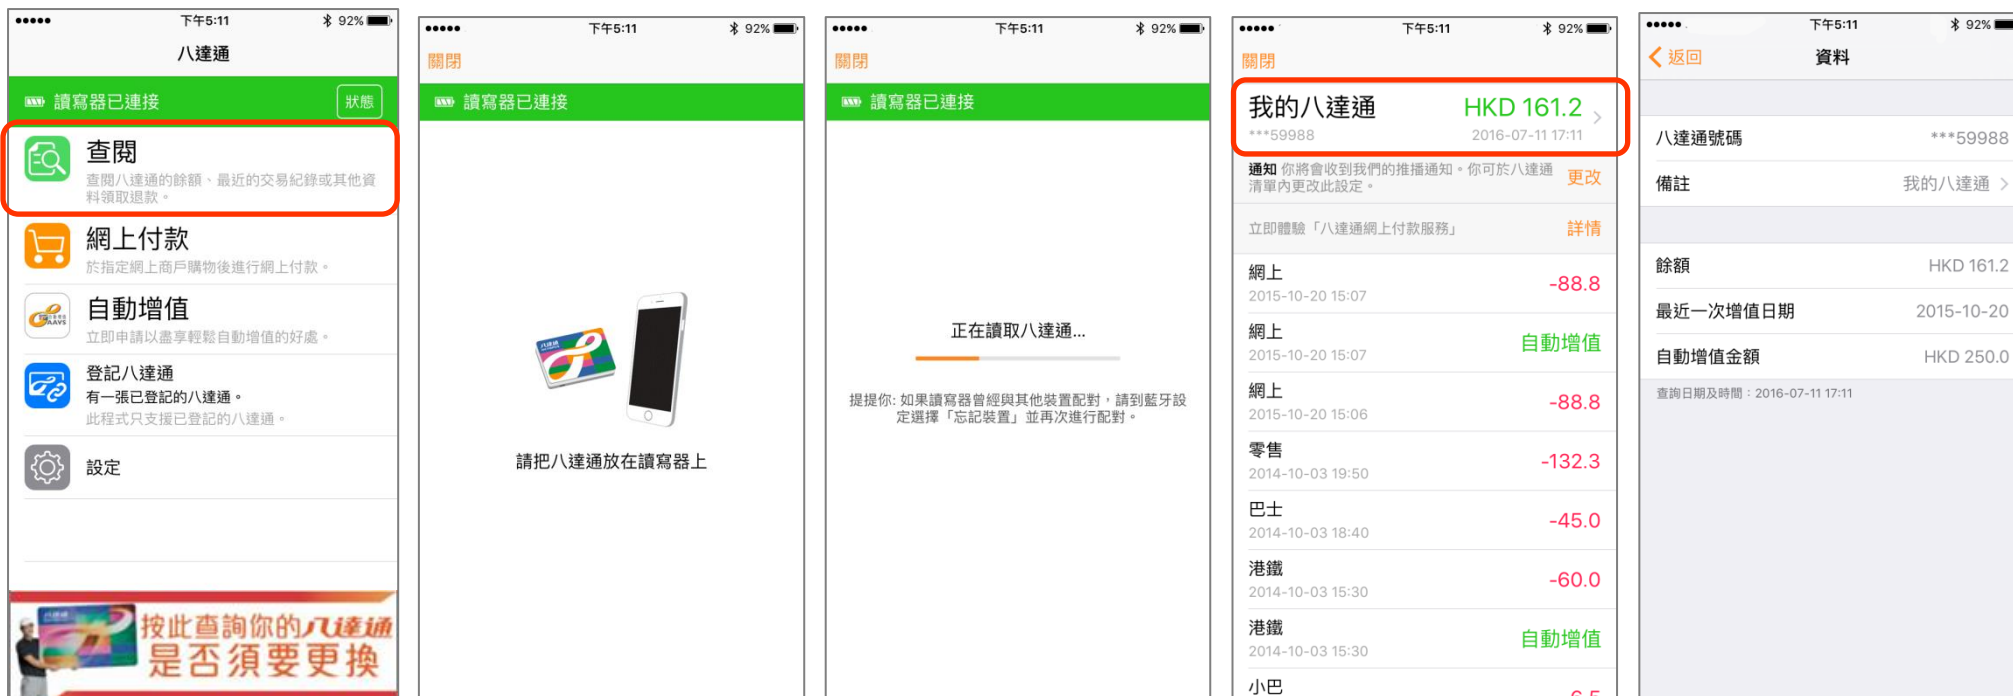 下午5:11
92%
八達通
讀寫器已連接
狀態
查閱
查閱八達通的餘額、最近的交易紀錄或其他資
料領取退款。
網上付款
於指定網上商戶購物後進行網上付款。
自動增值
立即申請以盡享輕鬆自動增值的好處。
登記八達通
有一張已登記的八達通。
此程式只支援已登記的八達通。
設定
按此查詢你的八達通
是否須要更換
下午5:11
92%
關閉
讀寫器已連接
請把八達通放在讀寫器上
下午5:11
92%
關閉
讀寫器已連接
正在讀取八達通...
提提你: 如果讀寫器曾經與其他裝置配對，請到藍牙設
定選擇「忘記裝置」並再次進行配對。
下午5:11
92%
關閉
我的八達通
HKD 161.2
***59988
2016-07-11 17:11
通知 你將會收到我們的推播通知。你可於八達通
清單內更改此設定。
更改
立即體驗「八達通網上付款服務」
詳情
網上
-88.8
2015-10-20 15:07
網上
自動增值
2015-10-20 15:07
網上
-88.8
2015-10-20 15:06
零售
-132.3
2014-10-03 19:50
巴士
-45.0
2014-10-03 18:40
港鐵
-60.0
2014-10-03 15:30
港鐵
自動增值
2014-10-03 15:30
小巴
下午5:11
92%
返回
資料
八達通號碼
***59988
備註
我的八達通
餘額
HKD 161.2
最近一次增值日期
2015-10-20
自動增值金額
HKD 250.0
查詢日期及時間：2016-07-11 17:11